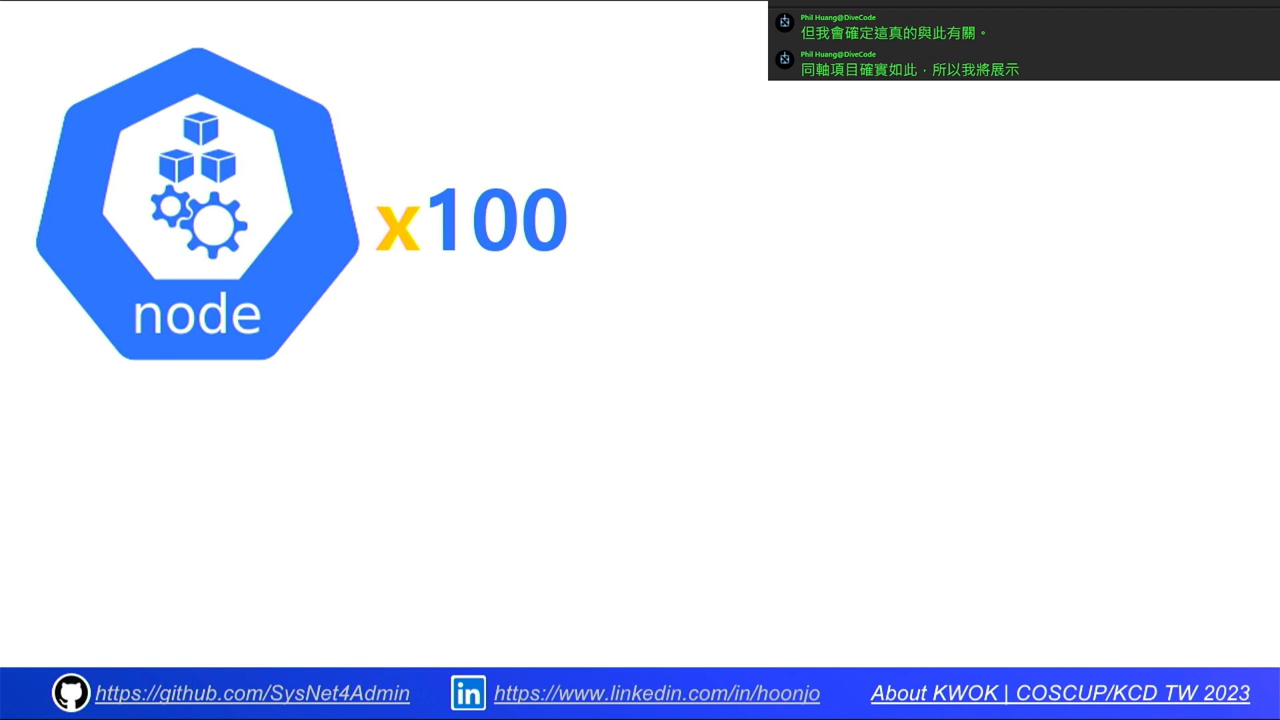 Phil Huang@DiveCode
但我會確定這真的與此有關。
Phil Huang@DiveCode
同軸項目確實如此，所以我將展示
x100
node
https://github.com/SysNet4Admin
https://www.linkedin.com/in/hoonjo
About KWOK | COSCUP/KCD TW 2023